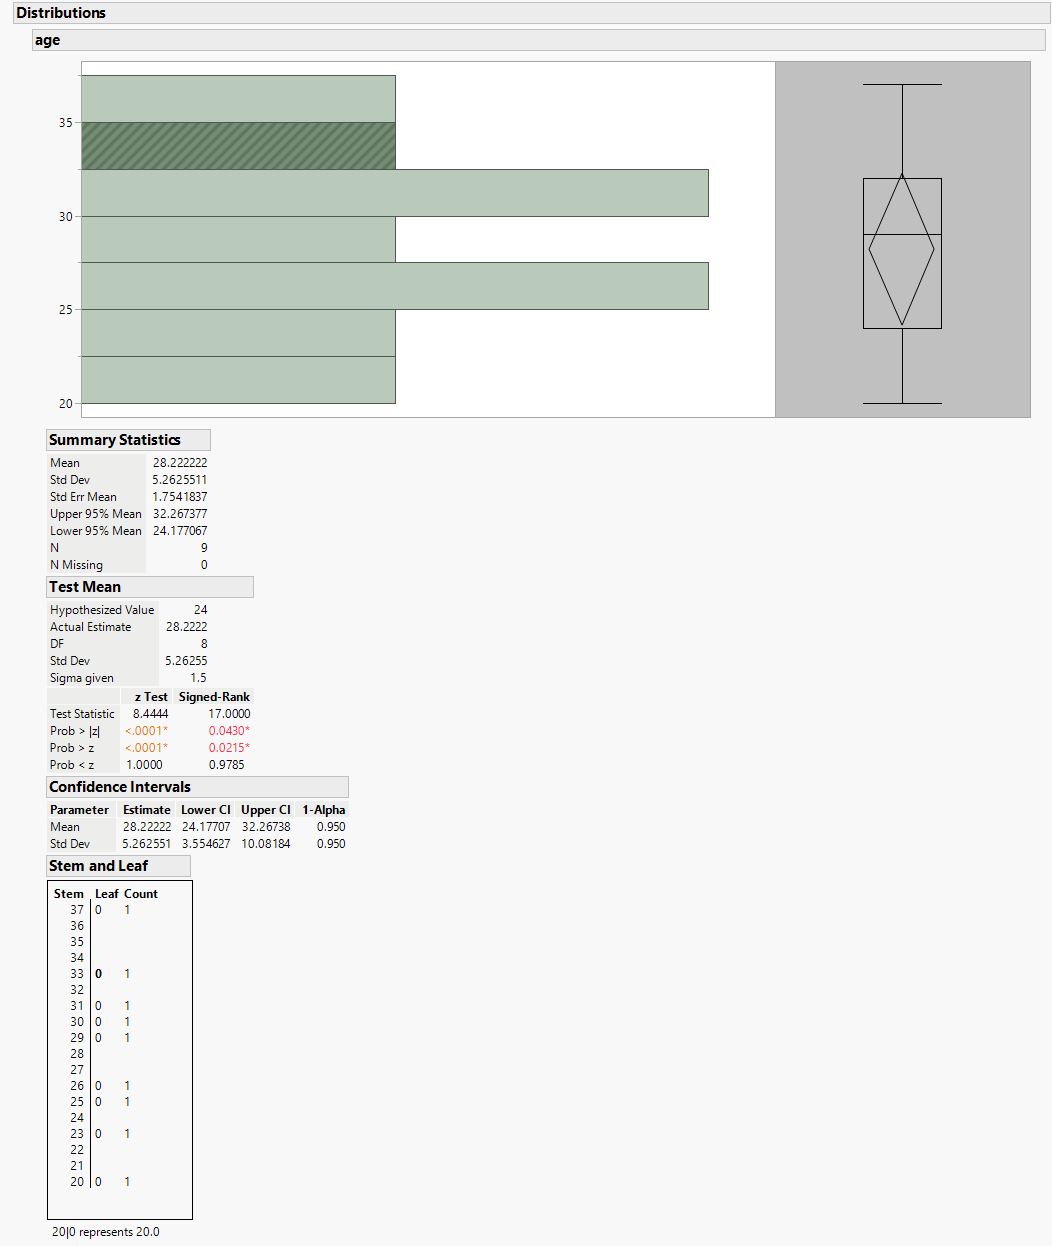 Distributions
age
35
30
25
20
Summary Statistics
Mean 28.222222
Std Dev 5.2625511
Std Err Mean 1.7541837
Upper 95% Mean 32.267377
Lower 95% Mean 24.177067
N 9
N Missing 0
Test Mean
Hypothesized Value 24
Actual Estimate 28.2222
DF 8
Std Dev 5.26255
Sigma given 1.5
z Test Signed-Rank
Test Statistic 8.4444 17.0000
Prob > |z| <.0001* 0.0430*
Prob > z <.0001* 0.0215*
Prob < z 1.0000 0.9785
Confidence Intervals
Parameter Estimate Lower CI Upper CI 1-Alpha
Mean 28.22222 24.17707 32.26738 0.950
Std Dev 5.262551 3.554627 10.08184 0.950
Stem and Leaf
Stem Leaf Count
37 0 1
36
35
34
33 0 1
32
31 0 1
30 0 1
29 0 1
28
27
26 0 1
25 0 1
24
23 0 1
22
21
20 0 1
20|0 represents 20.0